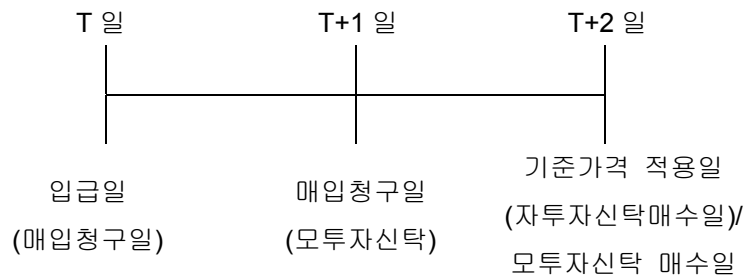 T 일 T+1 일 T+2 일
입급일
(매입청구일)
매입청구일
(모투자신탁)
기준가격 적용일
(자투자신탁매수일)/
모투자신탁 매수일